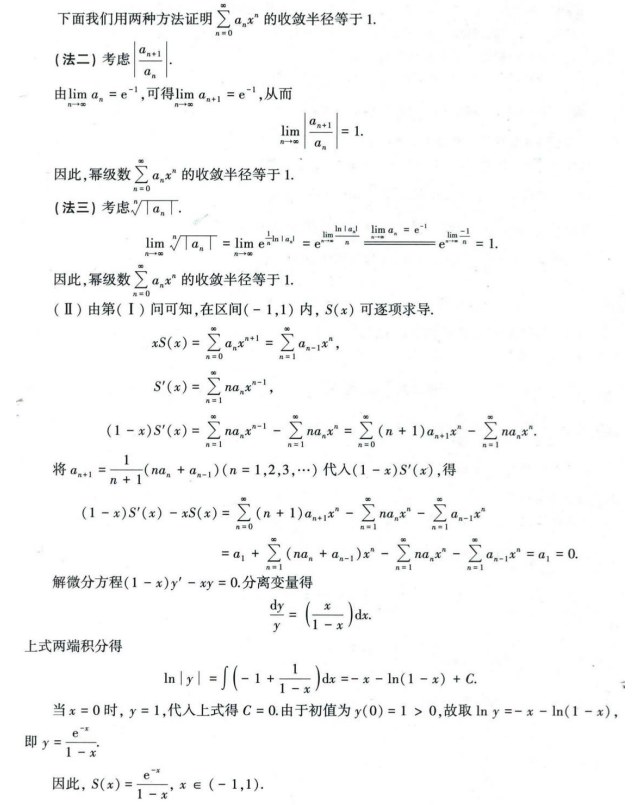 下面我们用两种方法证明$\sum_{n=0}^{\infty} a_n x^n$ 的收敛半径等于 1.
(法二) 考虑$\left|\frac{a_{n+1}}{a_n}\right|$.
由$\lim_{n\to\infty} a_n = e^{-1}$,可得$\lim_{n\to\infty} a_{n+1} = e^{-1}$,从而
$\lim_{n\to\infty} \left|\frac{a_{n+1}}{a_n}\right| = 1.$
因此,幂级数$\sum_{n=0}^{\infty} a_n x^n$ 的收敛半径等于 1.
(法三) 考虑$\sqrt[n]{|a_n|}$.
$\lim_{n\to\infty} \sqrt[n]{|a_n|} = \lim_{n\to\infty} e^{\frac{1}{n}\ln|a_n|} = e^{\lim_{n\to\infty} \frac{\ln|a_n|}{n}} \xlongequal{\lim_{n\to\infty} a_n = e^{-1}} e^{\lim_{n\to\infty} \frac{-1}{n}} = 1.$
因此,幂级数$\sum_{n=0}^{\infty} a_n x^n$ 的收敛半径等于 1.
(Ⅱ) 由第(Ⅰ) 问可知,在区间(- 1,1) 内, S(x) 可逐项求导.
$xS(x) = \sum_{n=0}^{\infty} a_n x^{n+1} = \sum_{n=1}^{\infty} a_{n-1} x^n,$
$S'(x) = \sum_{n=1}^{\infty} n a_n x^{n-1},$
$(1 - x)S'(x) = \sum_{n=1}^{\infty} n a_n x^{n-1} - \sum_{n=1}^{\infty} n a_n x^n = \sum_{n=0}^{\infty} (n + 1) a_{n+1} x^n - \sum_{n=1}^{\infty} n a_n x^n.$
将 $a_{n+1} = \frac{1}{n + 1}(n a_n + a_{n-1})(n = 1,2,3,\cdots)$ 代入$(1 - x)S'(x)$,得
$(1 - x)S'(x) - xS(x) = \sum_{n=0}^{\infty} (n + 1) a_{n+1} x^n - \sum_{n=1}^{\infty} n a_n x^n - \sum_{n=1}^{\infty} a_{n-1} x^n$
$= a_1 + \sum_{n=1}^{\infty} (n a_n + a_{n-1}) x^n - \sum_{n=1}^{\infty} n a_n x^n - \sum_{n=1}^{\infty} a_{n-1} x^n = a_1 = 0.$
解微分方程$(1 - x)y' - xy = 0$.分离变量得
$\frac{dy}{y} = \left(\frac{x}{1 - x}\right)dx.$
上式两端积分得
$\ln|y| = \int\left(-1 + \frac{1}{1 - x}\right)dx = -x - \ln(1 - x) + C.$
当 x = 0 时, y = 1,代入上式得 C = 0.由于初值为 y(0) = 1 > 0,故取 ln y = - x - ln(1 - x),
即 $y = \frac{e^{-x}}{1 - x}$.
因此, $S(x) = \frac{e^{-x}}{1 - x}, x \in (-1,1).$